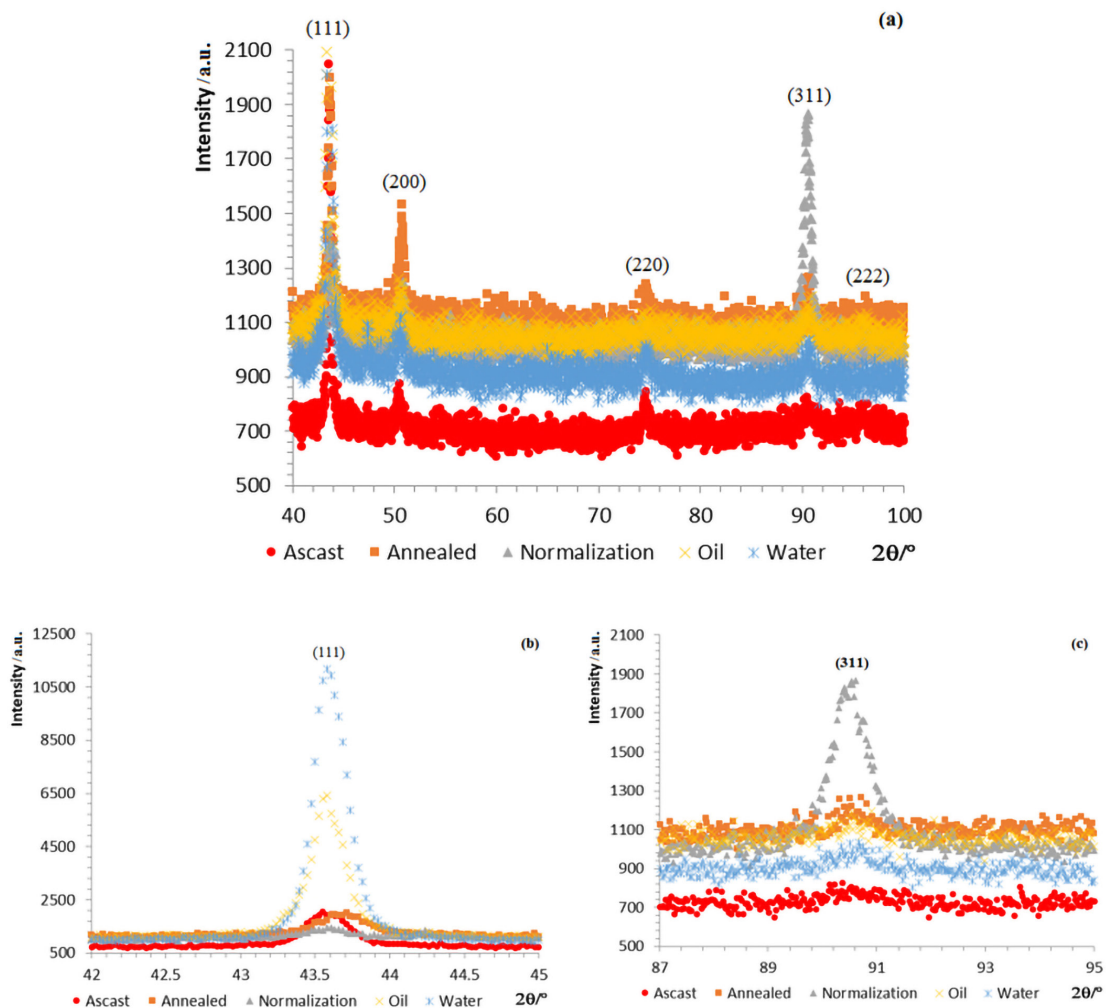 (a)
(111)
(311)
(200)
(220)
(222)
Intensity /a.u.
2100
1900
1700
1500
1300
1100
900
700
500
40 50 60 70 80 90 100
Ascast Annealed Normalization Oil Water 2θ/°
(b)
(111)
Intensity /a.u.
12500
10500
8500
6500
4500
2500
500
42 42.5 43 43.5 44 44.5 45
Ascast Annealed Normalization Oil Water 2θ/°
(c)
(311)
Intensity /a.u.
2100
1900
1700
1500
1300
1100
900
700
500
87 89 91 93 95
Ascast Annealed Normalization Oil Water 2θ/°